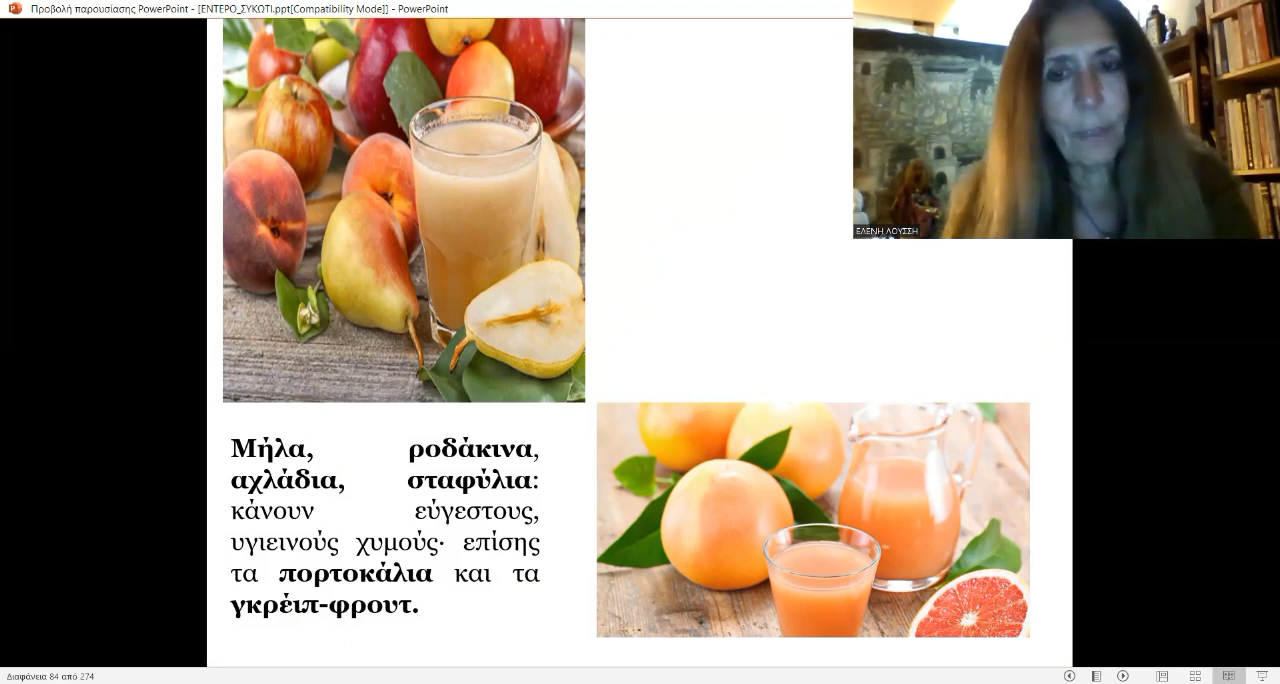 Προβολή παρουσίασης PowerPoint - [ΕΝΤΕΡΟ_ΣΥΚΩΤΙ.ppt[Compatibility Mode]] - PowerPoint
ΕΛΕΝΗ ΛΟΥΣΣΗ
Μήλα, ροδάκινα,
αχλάδια, σταφύλια:
κάνουν εύγεστους,
υγιεινούς χυμούς· επίσης
τα πορτοκάλια και τα
γκρέιπ-φρουτ.
Διαφάνεια 84 από 274